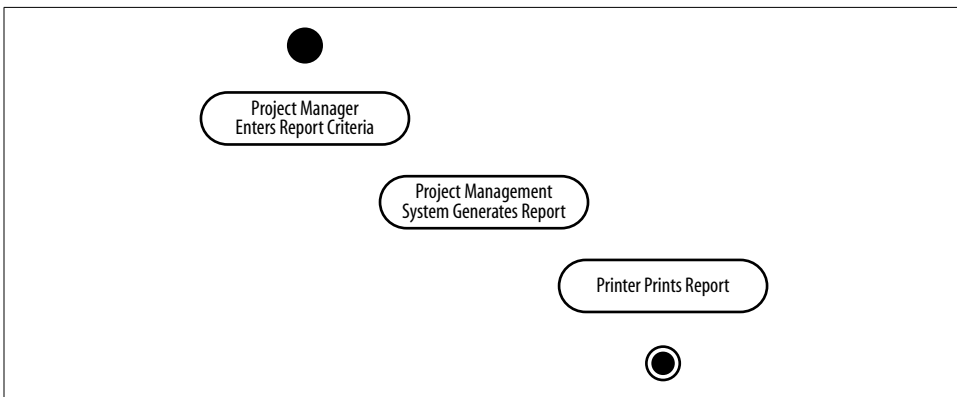 Project Manager
Enters Report Criteria
Project Management
System Generates Report
Printer Prints Report